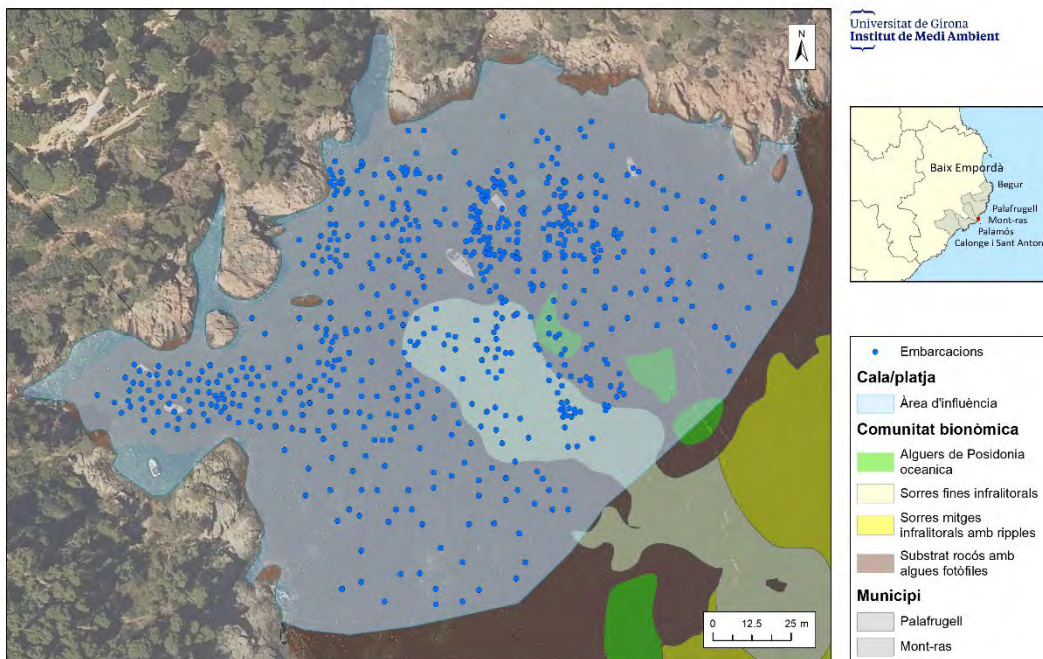 Universitat de Girona
Institut de Medi Ambient
N
Baix Empordà
Begur
Palafrugell
Mont-ras
Palamós
Calonge i Sant Anton
Embarcacions
Cala/platja
Àrea d'influència
Comunitat bionòmica
Alguers de Posidonia
oceanica
Sorres fines infralitorals
Sorres mitges
infralitorals amb ripples
Substrat rocós amb
algues fotòfiles
Municipi
Palafrugell
Mont-ras
0 12.5 25 m